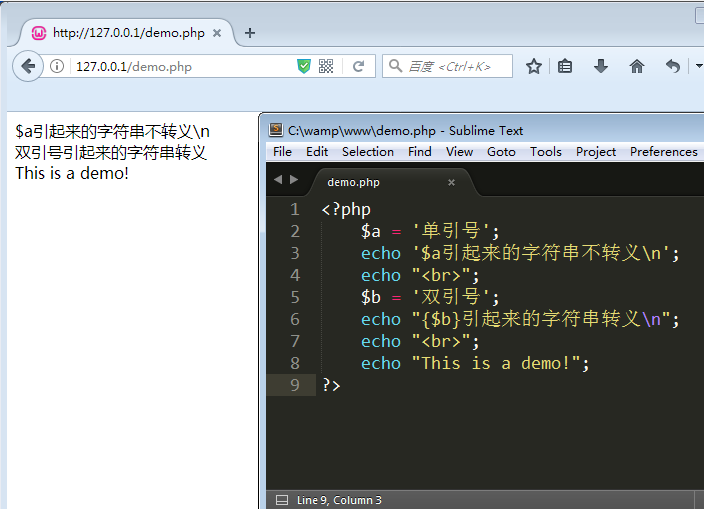 http://127.0.0.1/demo.php
127.0.0.1/demo.php
百度 <Ctrl+K>
$a引起来的字符串不转义\n
双引号引起来的字符串转义
This is a demo!
C:\wamp\www\demo.php - Sublime Text
File Edit Selection Find View Goto Tools Project Preferences
demo.php
1 <?php
2 $a = '单引号';
3 echo '$a引起来的字符串不转义\n';
4 echo "<br>";
5 $b = '双引号';
6 echo "{$b}引起来的字符串转义\n";
7 echo "<br>";
8 echo "This is a demo!";
9 ?>
Line 9, Column 3